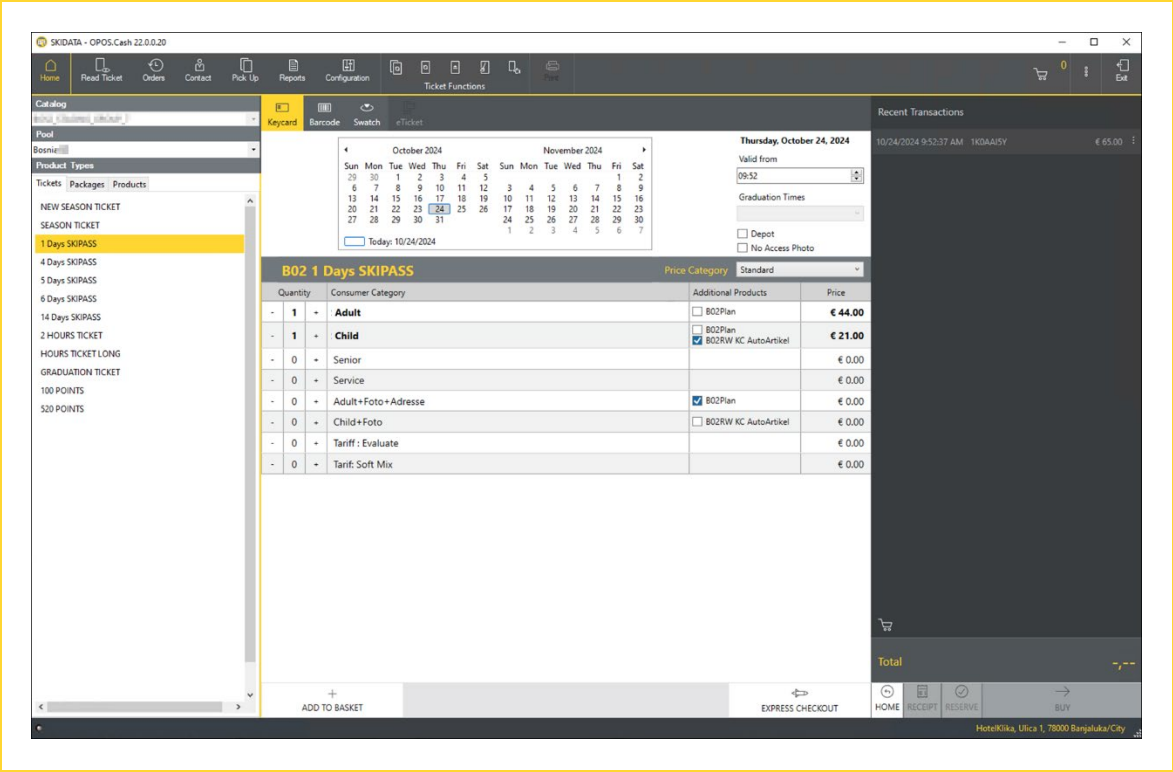 SKIDATA - OPOS.Cash 22.0.0.20
Home Read Ticket Orders Contact Pick Up Reports Configuration Ticket Functions Print 0 Exit
Catalog
Pool
Bosnie
Product Types
Tickets Packages Products
NEW SEASON TICKET
SEASON TICKET
1 Days SKIPASS
4 Days SKIPASS
5 Days SKIPASS
6 Days SKIPASS
14 Days SKIPASS
2 HOURS TICKET
HOURS TICKET LONG
GRADUATION TICKET
100 POINTS
520 POINTS
Keycard Barcode Swatch eTicket
October 2024
Sun Mon Tue Wed Thu Fri Sat
29 30 1 2 3 4 5
6 7 8 9 10 11 12
13 14 15 16 17 18 19
20 21 22 23 24 25 26
27 28 29 30 31
November 2024
Sun Mon Tue Wed Thu Fri Sat
1 2
3 4 5 6 7 8 9
10 11 12 13 14 15 16
17 18 19 20 21 22 23
24 25 26 27 28 29 30
1 2 3 4 5 6 7
Today: 10/24/2024
Thursday, October 24, 2024
Valid from
09:52
Graduation Times
Depot
No Access Photo
B02 1 Days SKIPASS Price Category Standard
Quantity Consumer Category Additional Products Price
- 1 + Adult B02Plan € 44.00
- 1 + Child B02Plan € 21.00
B02RW KC AutoArtikel
- 0 + Senior € 0.00
- 0 + Service € 0.00
- 0 + Adult+Foto+Adresse B02Plan € 0.00
- 0 + Child+Foto B02RW KC AutoArtikel € 0.00
- 0 + Tariff : Evaluate € 0.00
- 0 + Tarif: Soft Mix € 0.00
ADD TO BASKET
EXPRESS CHECKOUT
Recent Transactions
10/24/2024 9:52:37 AM 1K0AAI5Y € 65.00
Total -,--
HOME RECEIPT RESERVE BUY
HotelKlika, Ulica 1, 78000 Banjaluka/City